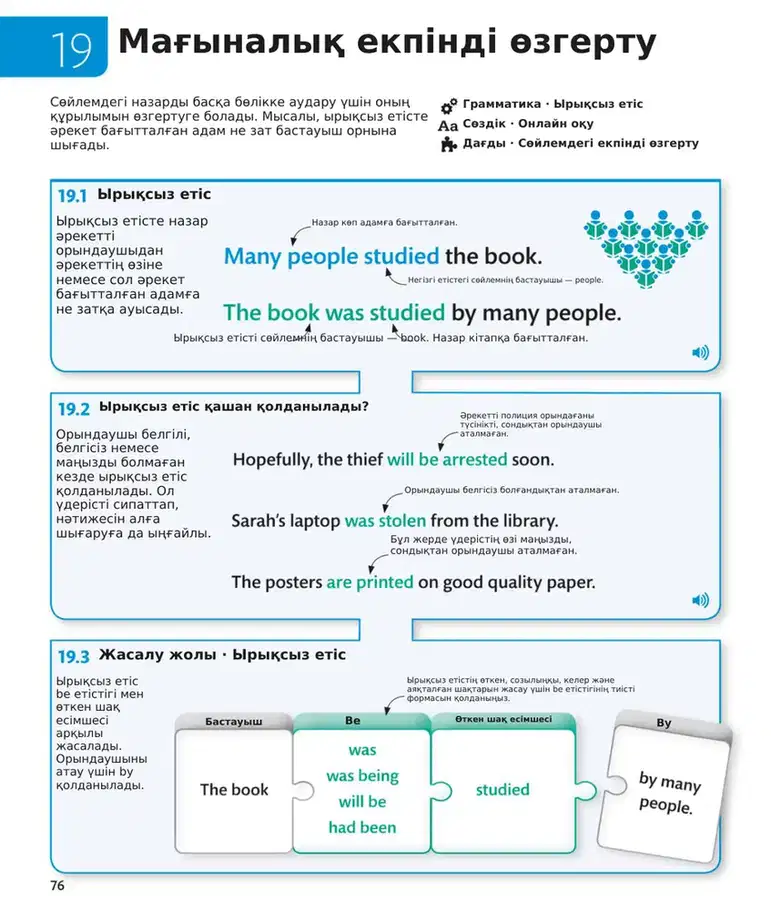 19
Мағыналық екпінді өзгерту
Сөйлемдегі назарды басқа бөлікке аудару үшін оның
құрылымын өзгертуге болады. Мысалы, ырықсыз етісте
әрекет бағытталған адам не зат бастауыш орнына
шығады.
Грамматика · Ырықсыз етіс
Aa Сөздік · Онлайн оқу
Дағды · Сөйлемдегі екпінді өзгерту
19.1 Ырықсыз етіс
Ырықсыз етісте назар
әрекетті
орындаушыдан
әрекеттің өзіне
немесе сол әрекет
бағытталған адамға
не затқа ауысады.
Назар көп адамға бағытталған.
Many people studied the book.
Негізгі етістегі сөйлемнің бастауышы — people.
The book was studied by many people.
Ырықсыз етісті сөйлемнің бастауышы — book. Назар кітапқа бағытталған.
19.2 Ырықсыз етіс қашан қолданылады?
Орындаушы белгілі,
белгісіз немесе
маңызды болмаған
кезде ырықсыз етіс
қолданылады. Ол
үдерісті сипаттап,
нәтижесін алға
шығаруға да ыңғайлы.
Әрекетті полиция орындағаны
түсінікті, сондықтан орындаушы
аталмаған.
Hopefully, the thief will be arrested soon.
Орындаушы белгісіз болғандықтан аталмаған.
Sarah’s laptop was stolen from the library.
Бұл жерде үдерістің өзі маңызды,
сондықтан орындаушы аталмаған.
The posters are printed on good quality paper.
19.3 Жасалу жолы · Ырықсыз етіс
Ырықсыз етіс
be етістігі мен
өткен шақ
есімшесі
арқылы
жасалады.
Орындаушыны
атау үшін by
қолданылады.
Ырықсыз етістің өткен, созылыңқы, келер және
аяқталған шақтарын жасау үшін be етістігінің тиісті
формасын қолданыңыз.
Бастауыш
The book
Be
was
was being
will be
had been
Өткен шақ есімшесі
studied
By
by many
people.
76